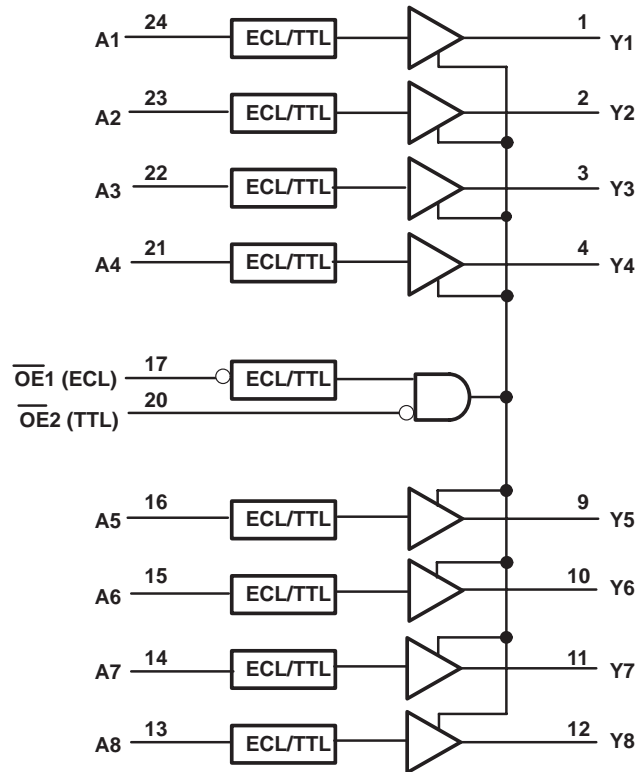 A1 24 ECL/TTL 1 Y1
A2 23 ECL/TTL 2 Y2
A3 22 ECL/TTL 3 Y3
A4 21 ECL/TTL 4 Y4
O̅E̅1 (ECL) 17 ECL/TTL
O̅E̅2 (TTL) 20
A5 16 ECL/TTL 9 Y5
A6 15 ECL/TTL 10 Y6
A7 14 ECL/TTL 11 Y7
A8 13 ECL/TTL 12 Y8